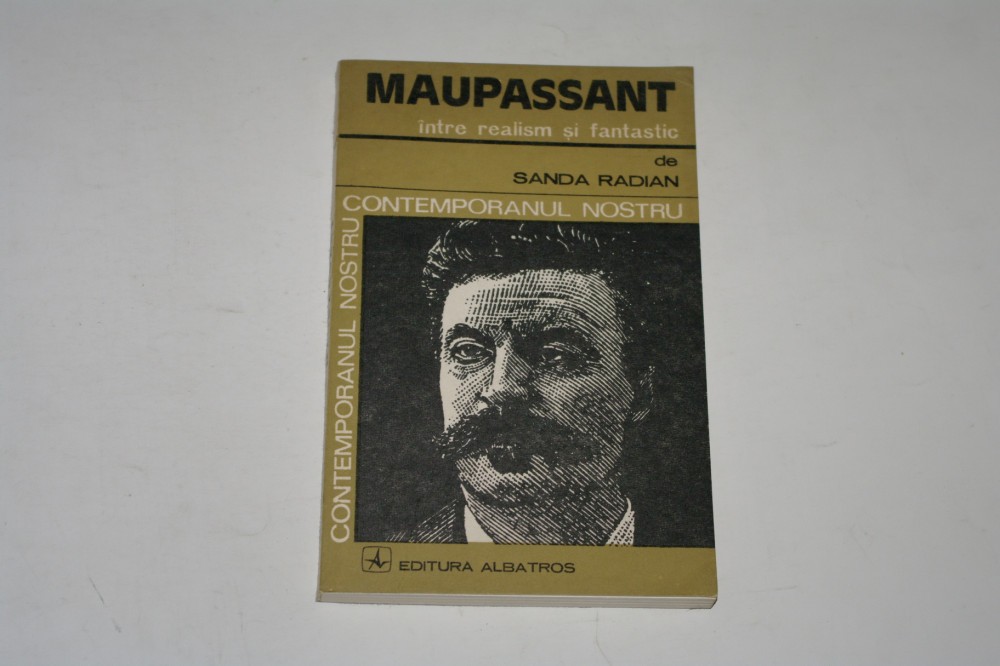 MAUPASSANT
între realism și fantastic
de
SANDA RADIAN
CONTEMPORANUL NOSTRU
CONTEMPORANUL NOSTRU
EDITURA ALBATROS